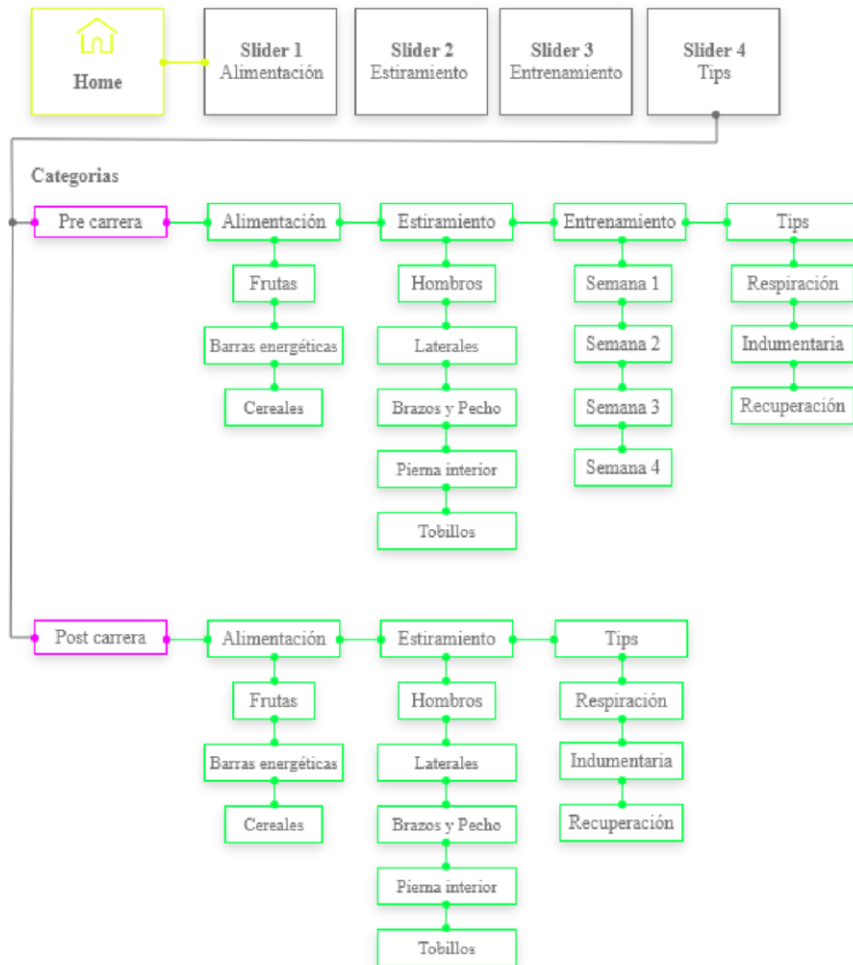 Home
Slider 1
Alimentación
Slider 2
Estiramiento
Slider 3
Entrenamiento
Slider 4
Tips
Categorias
Pre carrera
Alimentación
Estiramiento
Entrenamiento
Tips
Frutas
Hombros
Semana 1
Respiración
Barras energéticas
Laterales
Semana 2
Indumentaria
Cereales
Brazos y Pecho
Semana 3
Recuperación
Pierna interior
Semana 4
Tobillos
Post carrera
Alimentación
Estiramiento
Tips
Frutas
Hombros
Respiración
Barras energéticas
Laterales
Indumentaria
Cereales
Brazos y Pecho
Recuperación
Pierna interior
Tobillos